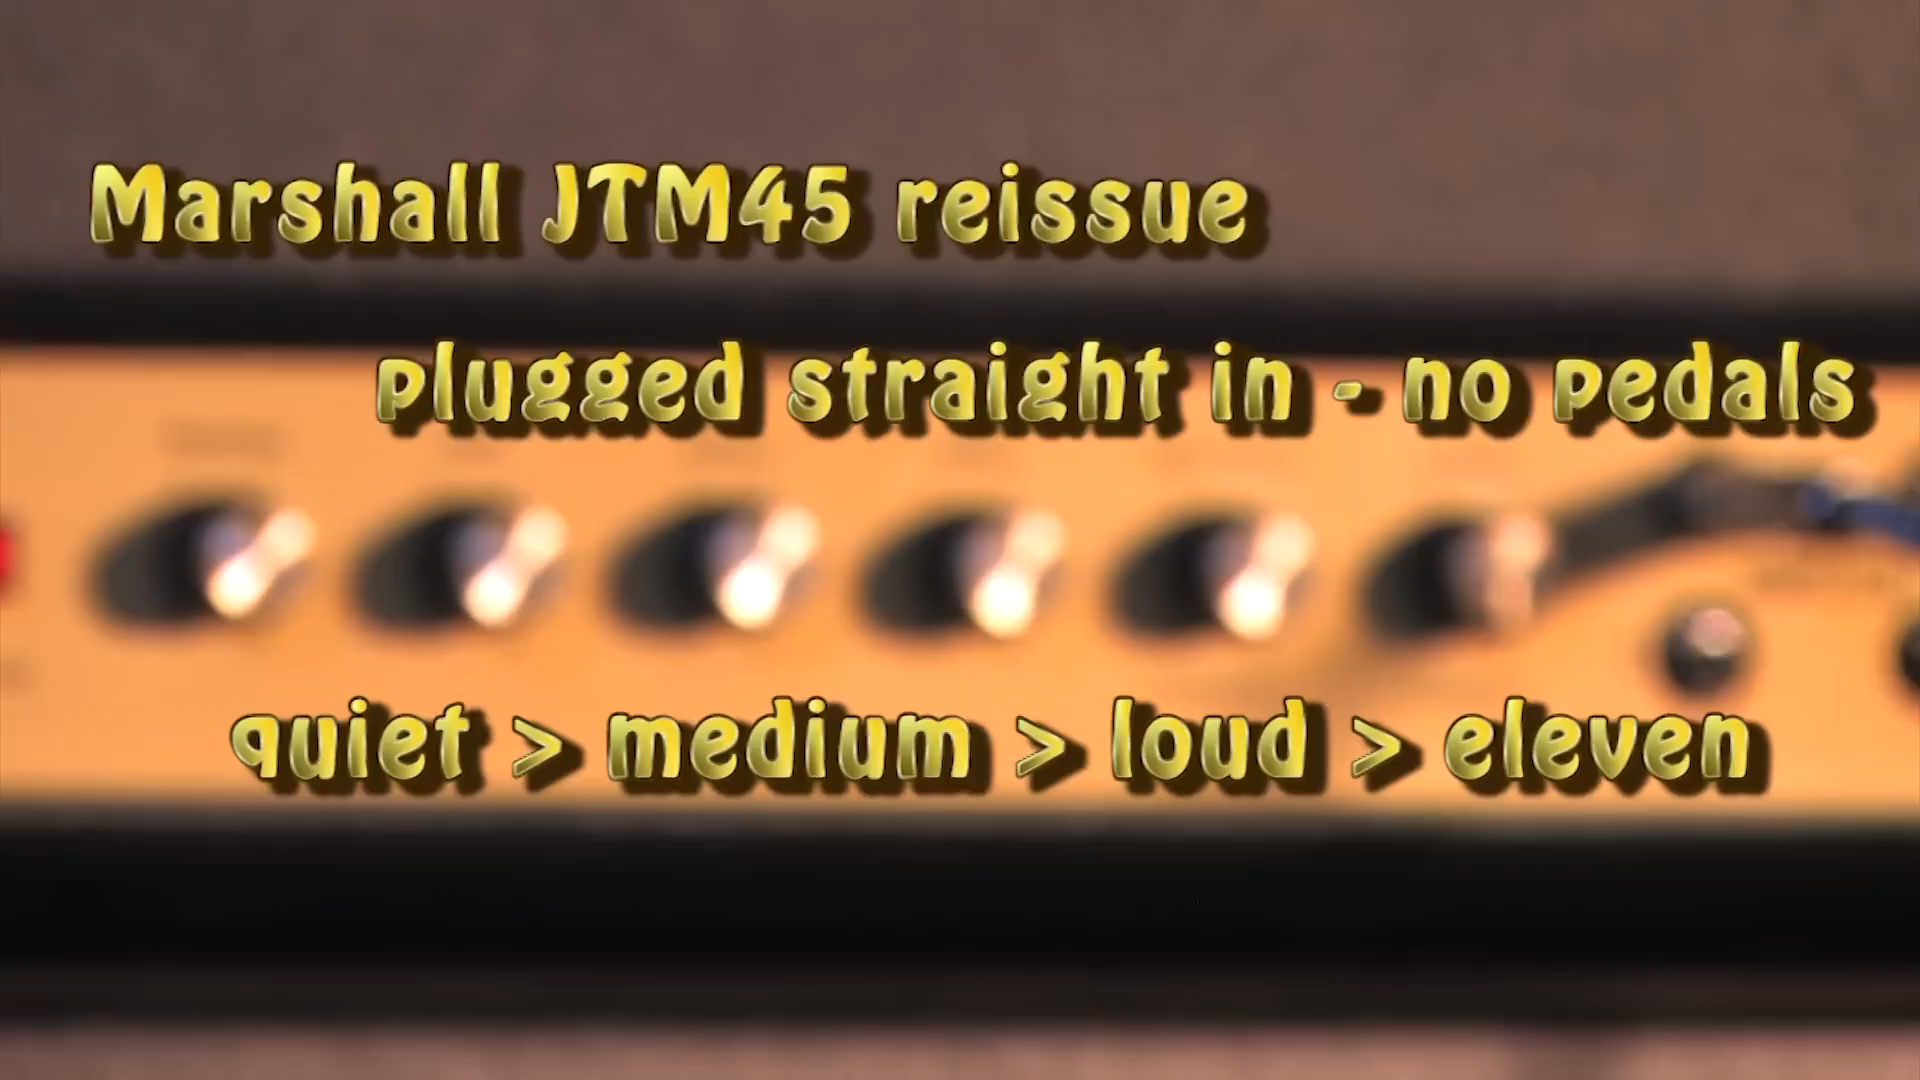 Marshall JTM45 reissue
plugged straight in - no pedals
quiet > medium > loud > eleven